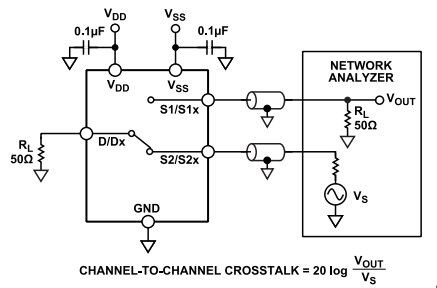 VDD
VSS
0.1µF
0.1µF
VDD
VSS
NETWORK
ANALYZER
S1/S1x
VOUT
RL
50Ω
D/Dx
RL
50Ω
S2/S2x
VS
GND
CHANNEL-TO-CHANNEL CROSSTALK = 20 log VOUT
VS